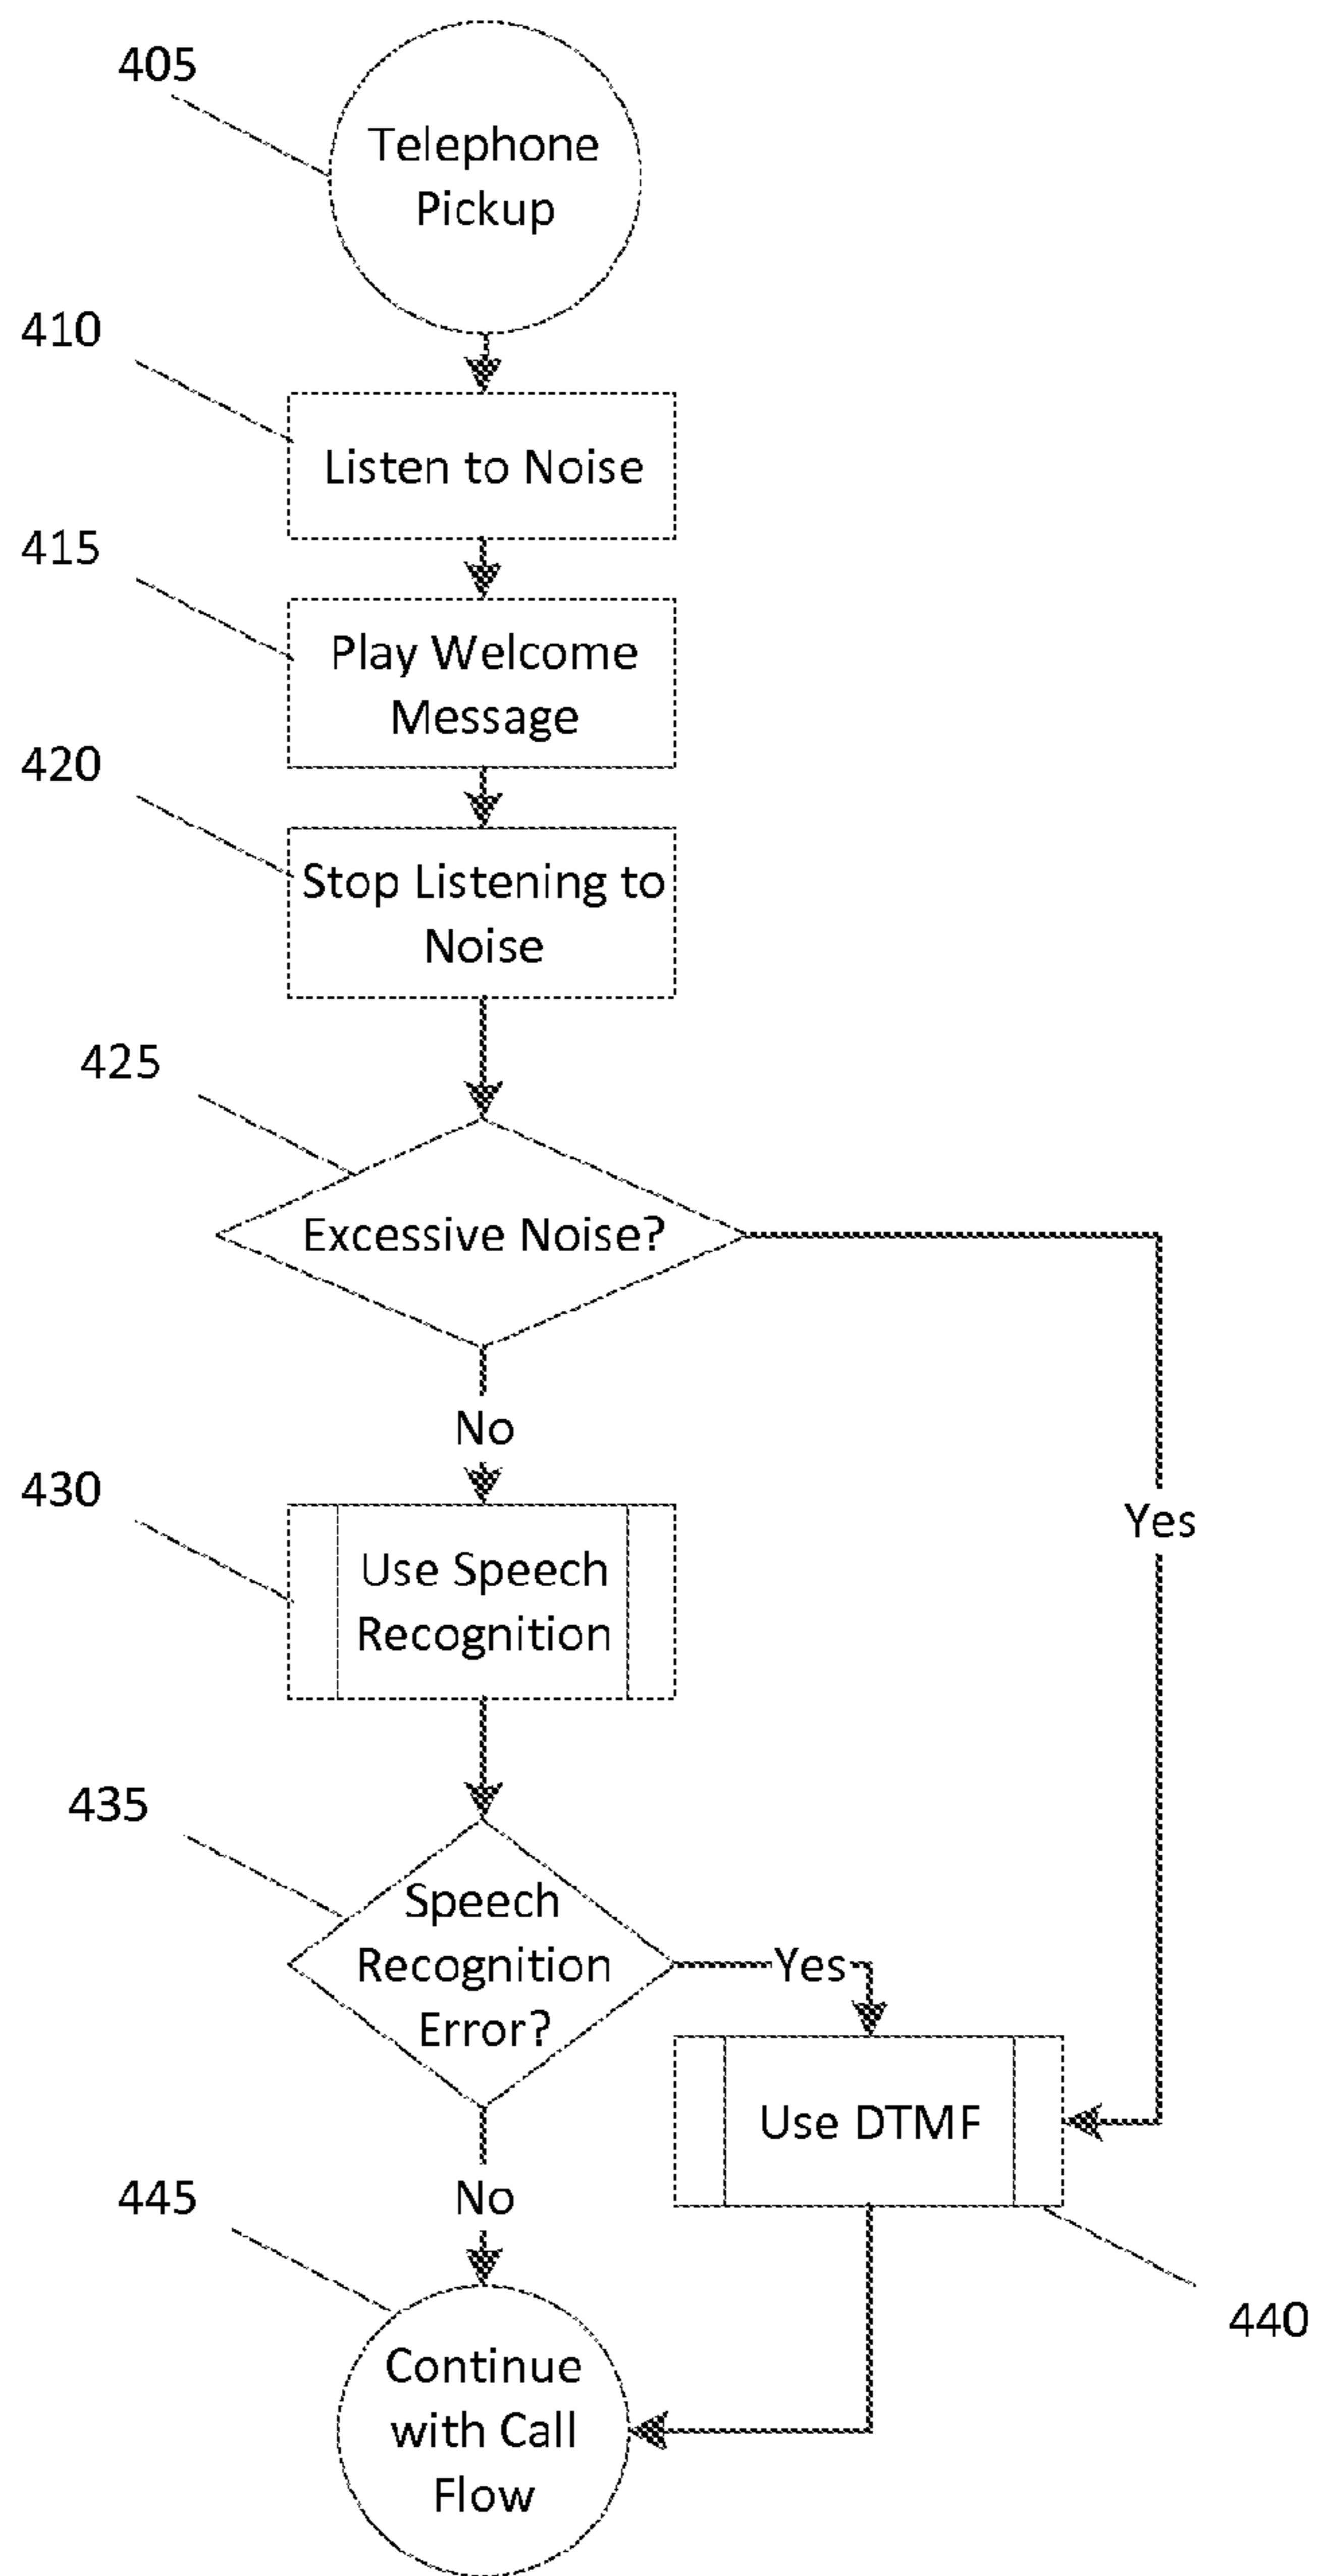 405
Telephone
Pickup
410
Listen to Noise
415
Play Welcome
Message
420
Stop Listening to
Noise
425
Excessive Noise?
No
Yes
430
Use Speech
Recognition
435
Speech
Recognition
Error?
Yes
Use DTMF
440
No
445
Continue
with Call
Flow